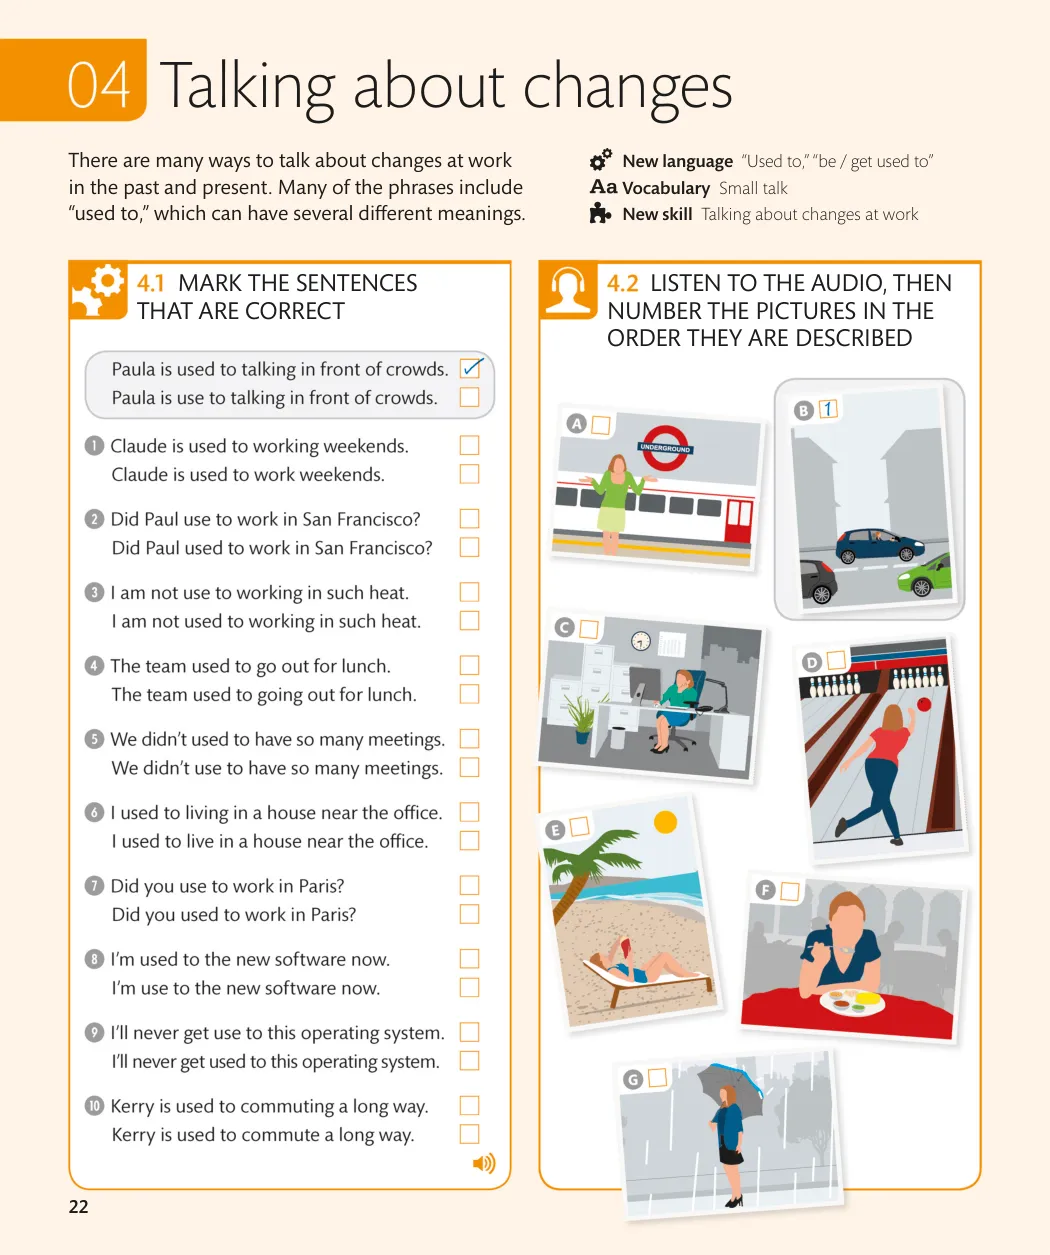 04 Talking about changes
There are many ways to talk about changes at work
in the past and present. Many of the phrases include
“used to,” which can have several different meanings.
New language “Used to,” “be / get used to”
Aa Vocabulary Small talk
New skill Talking about changes at work
4.1 MARK THE SENTENCES
THAT ARE CORRECT
Paula is used to talking in front of crowds.
Paula is use to talking in front of crowds.
1 Claude is used to working weekends.
Claude is used to work weekends.
2 Did Paul use to work in San Francisco?
Did Paul used to work in San Francisco?
3 I am not use to working in such heat.
I am not used to working in such heat.
4 The team used to go out for lunch.
The team used to going out for lunch.
5 We didn’t used to have so many meetings.
We didn’t use to have so many meetings.
6 I used to living in a house near the office.
I used to live in a house near the office.
7 Did you use to work in Paris?
Did you used to work in Paris?
8 I’m used to the new software now.
I’m use to the new software now.
9 I’ll never get use to this operating system.
I’ll never get used to this operating system.
10 Kerry is used to commuting a long way.
Kerry is used to commute a long way.
4.2 LISTEN TO THE AUDIO, THEN
NUMBER THE PICTURES IN THE
ORDER THEY ARE DESCRIBED
A
UNDERGROUND
B 1
C
D
E
F
G
22